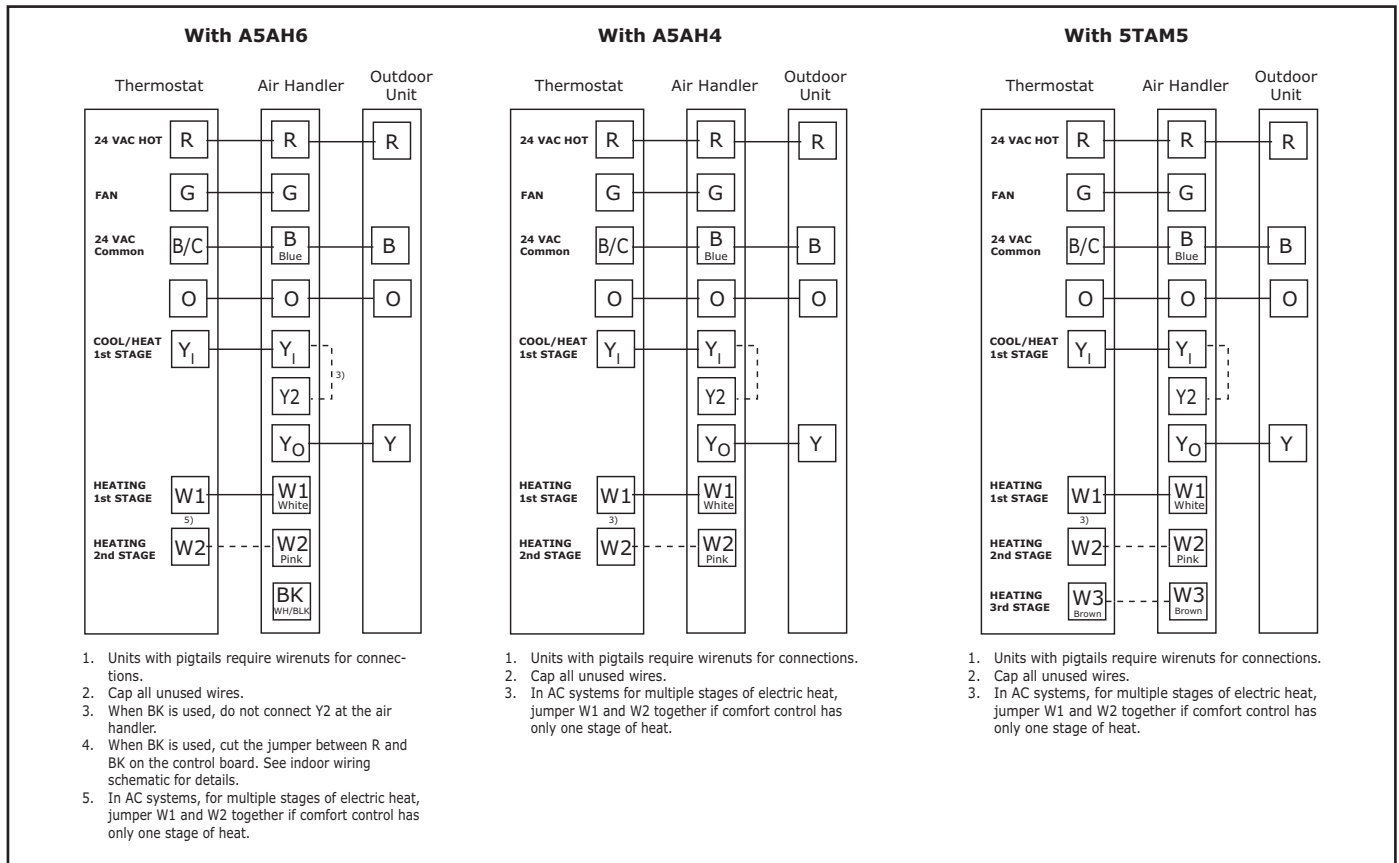 With A5AH6
Thermostat Air Handler Outdoor
Unit
24 VAC HOT R R R
FAN G G
24 VAC
Common B/C B
Blue B
O O O
COOL/HEAT
1st STAGE YI YI
3)
Y2
YO Y
HEATING
1st STAGE W1 W1
White
5)
HEATING
2nd STAGE W2 W2
Pink
BK
WH/BLK
1. Units with pigtails require wirenuts for connec-
tions.
2. Cap all unused wires.
3. When BK is used, do not connect Y2 at the air
handler.
4. When BK is used, cut the jumper between R and
BK on the control board. See indoor wiring
schematic for details.
5. In AC systems, for multiple stages of electric heat,
jumper W1 and W2 together if comfort control has
only one stage of heat.
With A5AH4
Thermostat Air Handler Outdoor
Unit
24 VAC HOT R R R
FAN G G
24 VAC
Common B/C B
Blue B
O O O
COOL/HEAT
1st STAGE YI YI
Y2
YO Y
HEATING
1st STAGE W1 W1
White
3)
HEATING
2nd STAGE W2 W2
Pink
1. Units with pigtails require wirenuts for connections.
2. Cap all unused wires.
3. In AC systems for multiple stages of electric heat,
jumper W1 and W2 together if comfort control has
only one stage of heat.
With 5TAM5
Thermostat Air Handler Outdoor
Unit
24 VAC HOT R R R
FAN G G
24 VAC
Common B/C B
Blue B
O O O
COOL/HEAT
1st STAGE YI YI
Y2
YO Y
HEATING
1st STAGE W1 W1
White
3)
HEATING
2nd STAGE W2 W2
Pink
HEATING
3rd STAGE W3
Brown W3
Brown
1. Units with pigtails require wirenuts for connections.
2. Cap all unused wires.
3. In AC systems, for multiple stages of electric heat,
jumper W1 and W2 together if comfort control has
only one stage of heat.